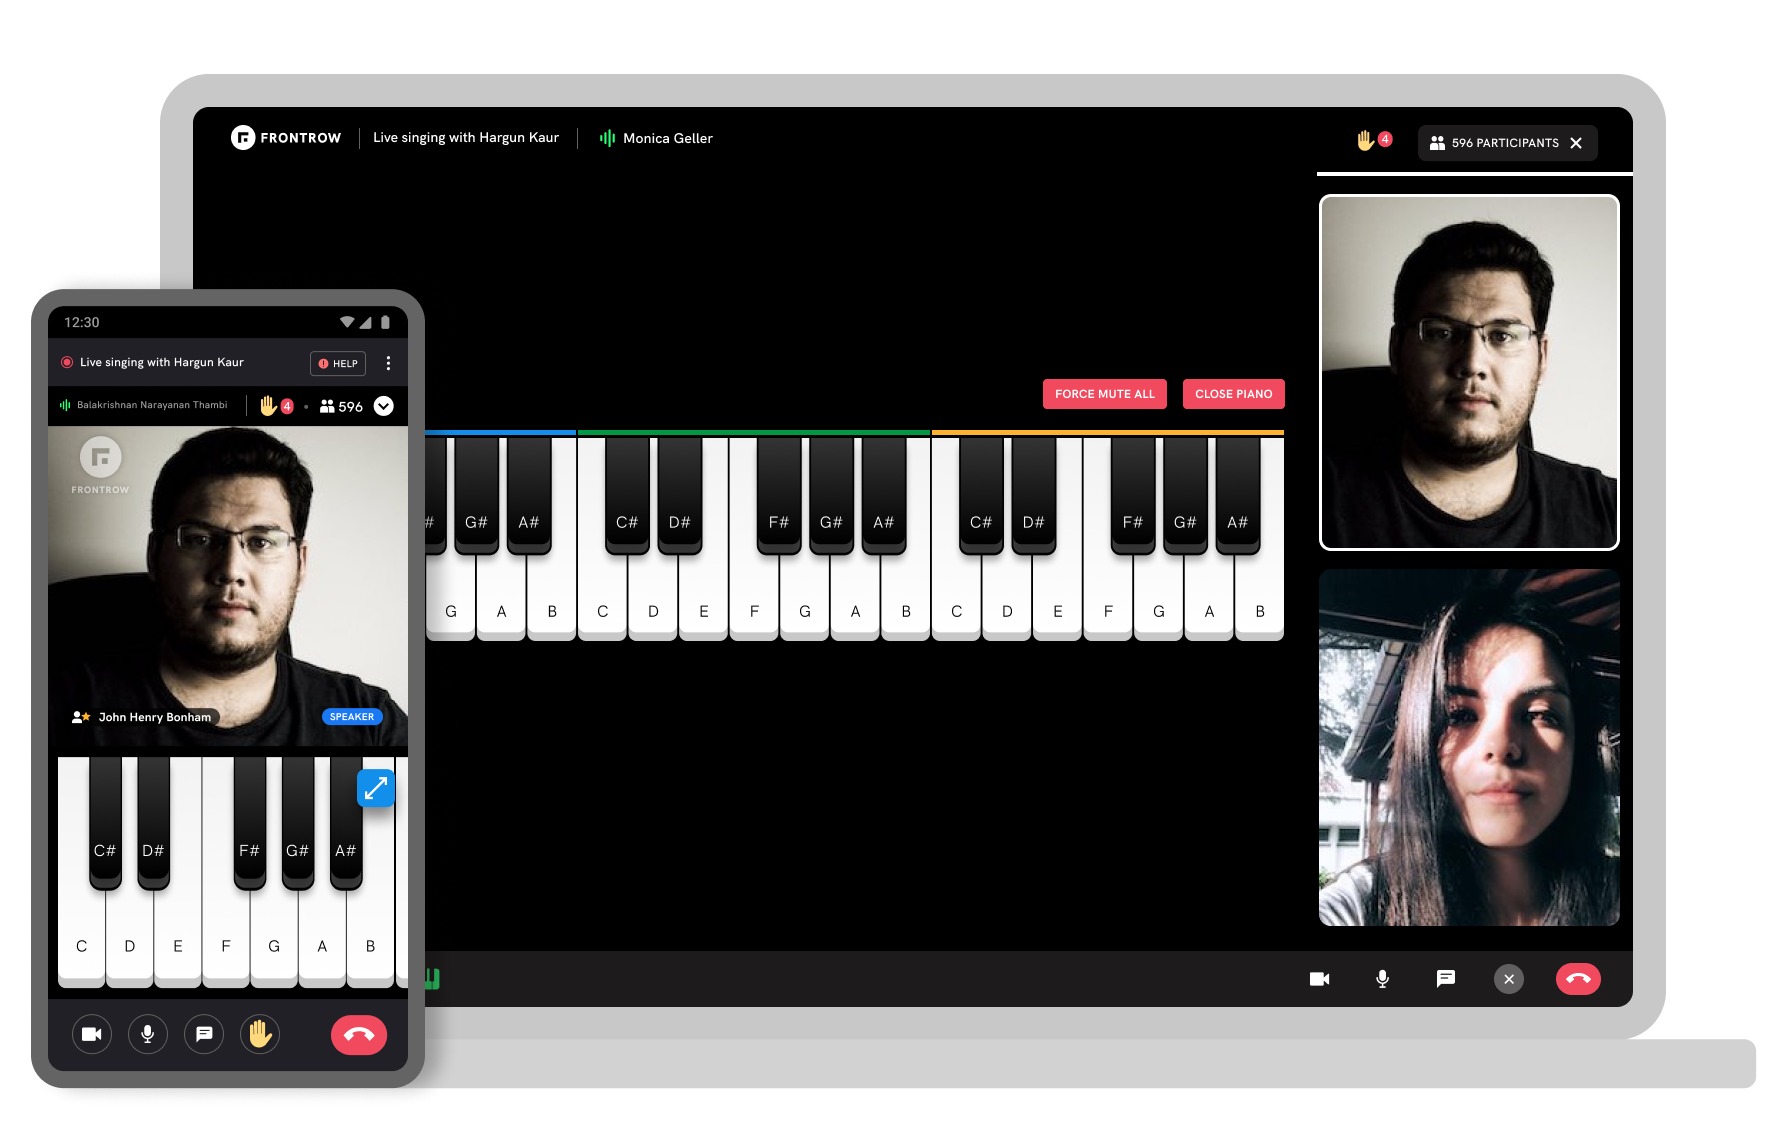 FRONTROW
Live singing with Hargun Kaur
Monica Geller
4
596 PARTICIPANTS
FORCE MUTE ALL
CLOSE PIANO
# G# A# C# D# F# G# A# C# D# F# G# A#
G A B C D E F G A B C D E F G A B
12:30
Live singing with Hargun Kaur
HELP
Balakrishnan Narayanan Thambi
4
596
FRONTROW
John Henry Bonham
SPEAKER
C# D# F# G# A#
C D E F G A B